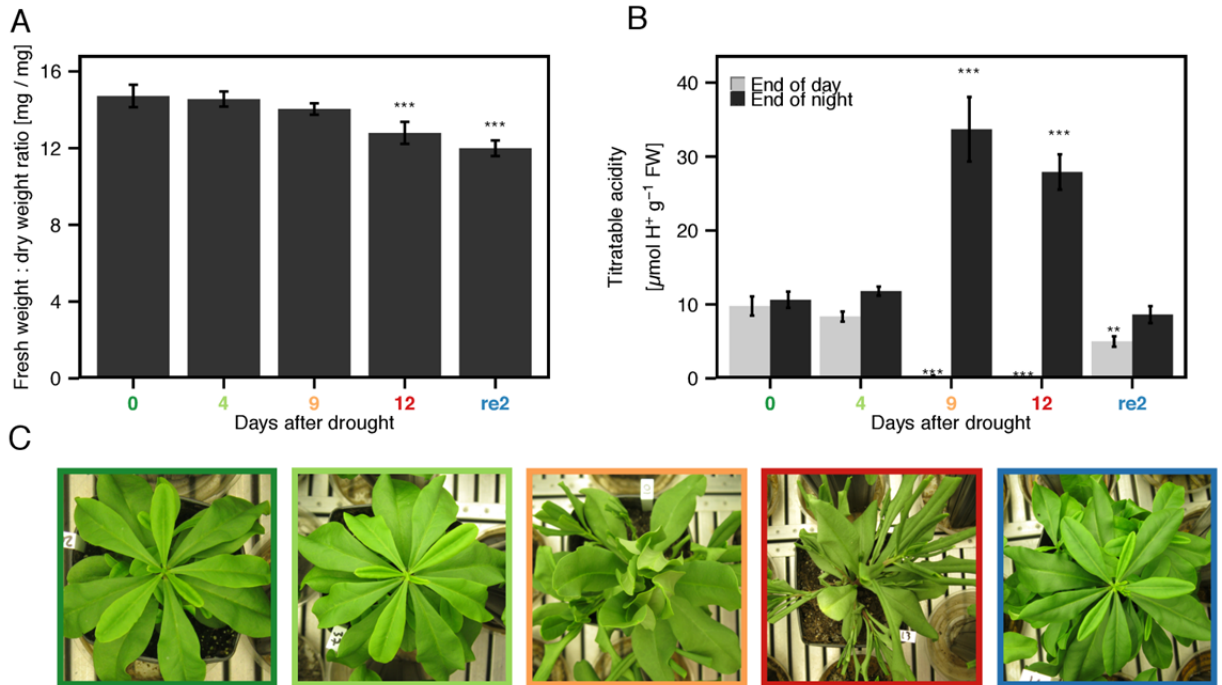 A
Fresh weight : dry weight ratio [mg / mg]
16
12
8
4
0
***
***
0 4 9 12 re2
Days after drought
B
Titratable acidity
[µmol H⁺ g⁻¹ FW]
40
30
20
10
0
End of day
End of night
***
***
***
***
**
0 4 9 12 re2
Days after drought
C